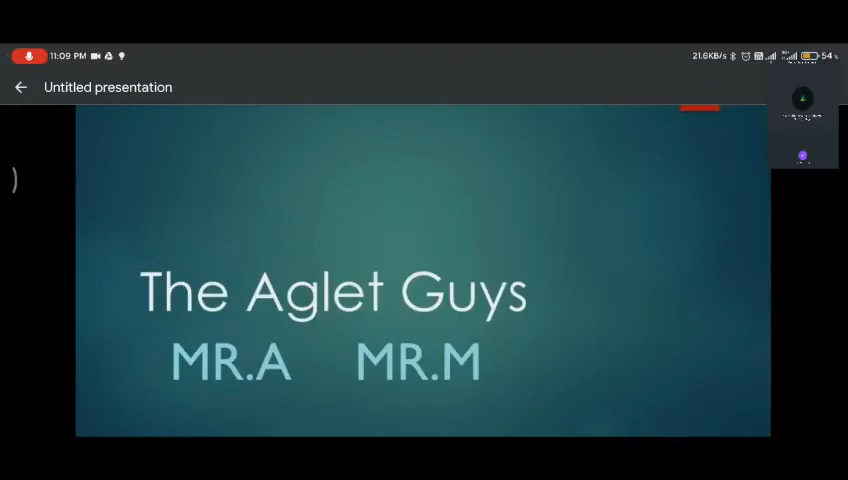 11:09 PM
21.6KB/s
54
Untitled presentation
The Aglet Guys
MR.A MR.M